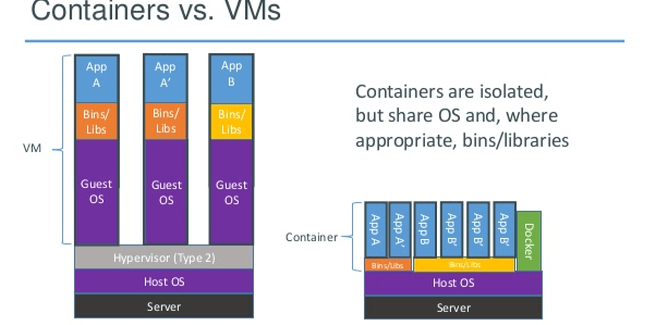 Containers vs. VMs
App
A
App
A'
App
B
Bins/
Libs
Bins/
Libs
Bins/
Libs
VM
Guest
OS
Guest
OS
Guest
OS
Hypervisor (Type 2)
Host OS
Server
Containers are isolated,
but share OS and, where
appropriate, bins/libraries
Container
App A
App A'
App B
App B'
App B'
App B'
Docker
Bins/Libs
Bins/Libs
Host OS
Server